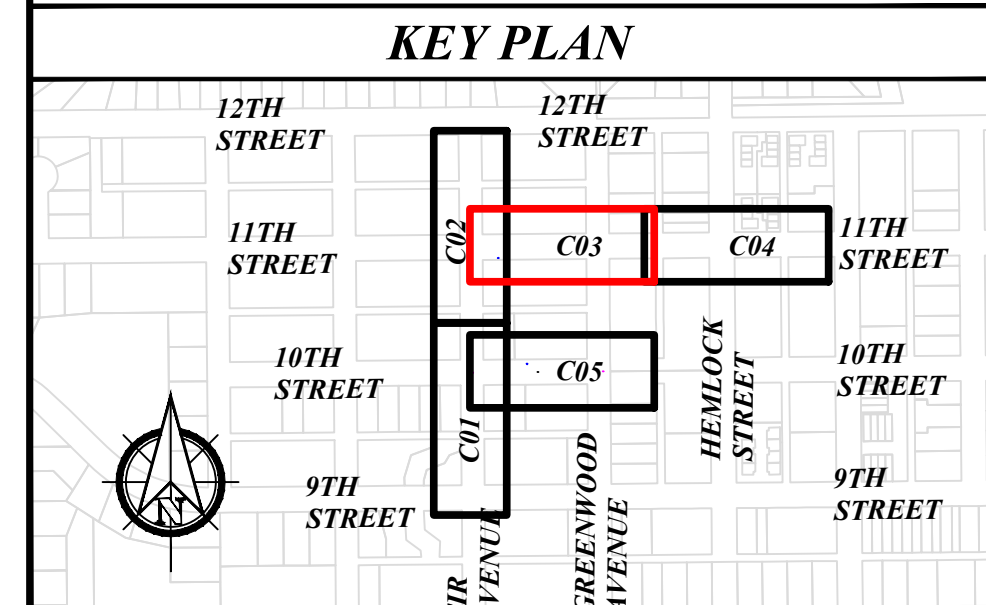 KEY PLAN
12TH
STREET
12TH
STREET
11TH
STREET
C02
C03
C04
11TH
STREET
10TH
STREET
C05
HEMLOCK
STREET
10TH
STREET
C01
9TH
STREET
GREENWOOD
AVENUE
9TH
STREET
N